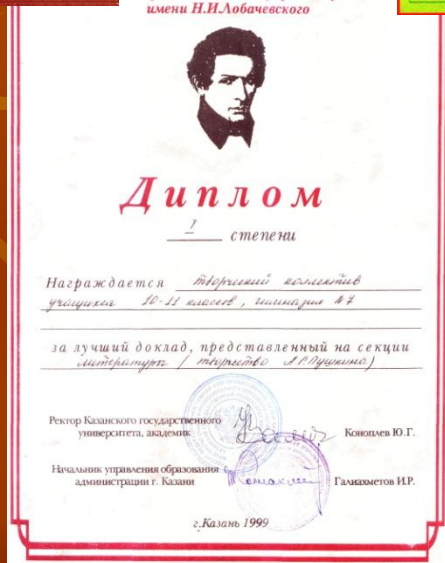 имени Н.И.Лобачевского
Диплом
I степени
Награждается творческий коллектив
учащихся 10-11 классов, гимназия №7
за лучший доклад, представленный на секции
литературы (творчество А.С.Пушкина)
Ректор Казанского государственного
университета, академик Коноплев Ю.Г.
Начальник управления образования
администрации г. Казани Галиахметов И.Р.
г.Казань 1999